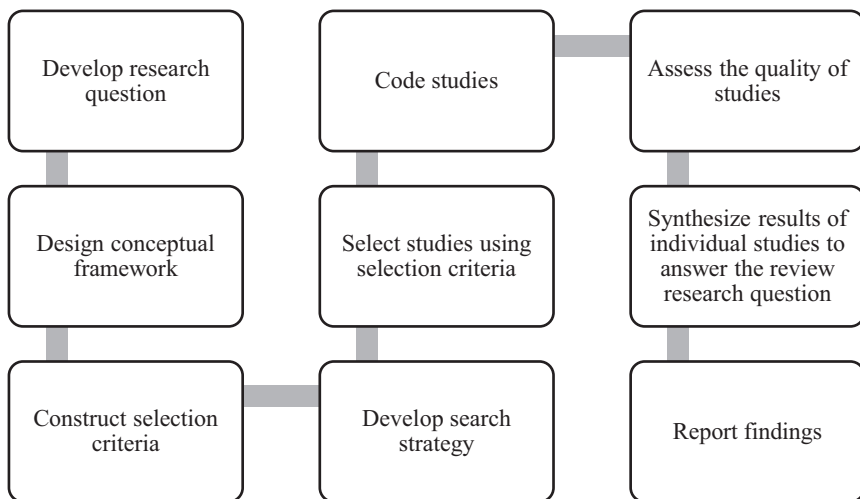 Develop research
question
Design conceptual
framework
Construct selection
criteria
Develop search
strategy
Select studies using
selection criteria
Code studies
Assess the quality of
studies
Synthesize results of
individual studies to
answer the review
research question
Report findings